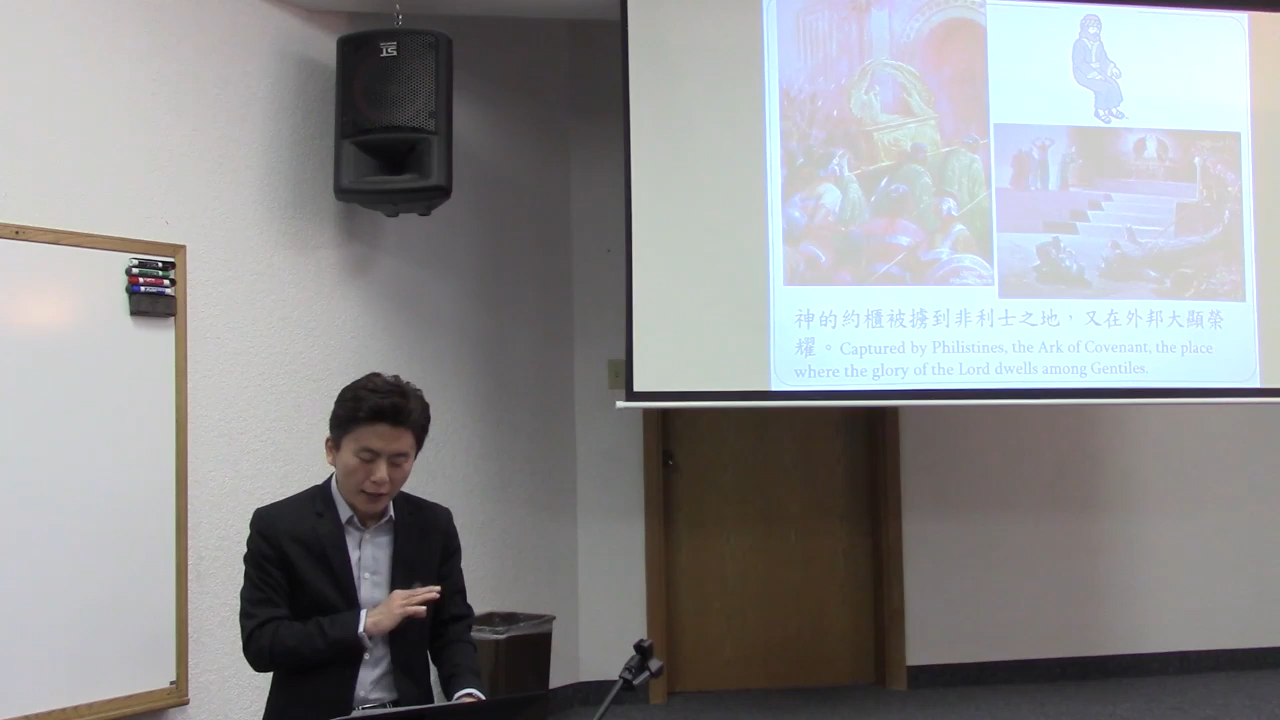 神的約櫃被擄到非利士之地，又在外邦大顯榮
耀。Captured by Philistines, the Ark of Covenant, the place
where the glory of the Lord dwells among Gentiles.